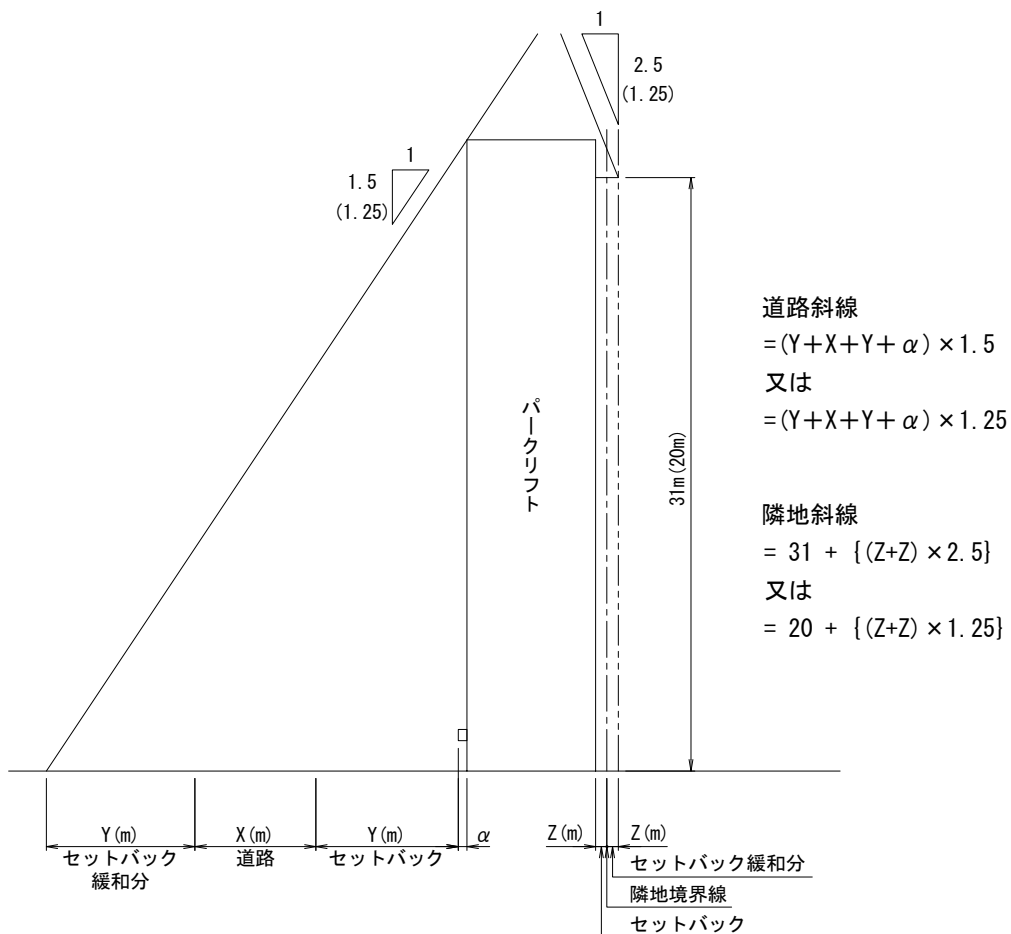 1
2.5
(1.25)
1
1.5
(1.25)
パークリフト
31m(20m)
道路斜線
=(Y+X+Y+α)×1.5
又は
=(Y+X+Y+α)×1.25
隣地斜線
= 31 + {(Z+Z)×2.5}
又は
= 20 + {(Z+Z)×1.25}
Y(m)
セットバック
緩和分
X(m)
道路
Y(m)
セットバック
α
Z(m)
Z(m)
セットバック緩和分
隣地境界線
セットバック